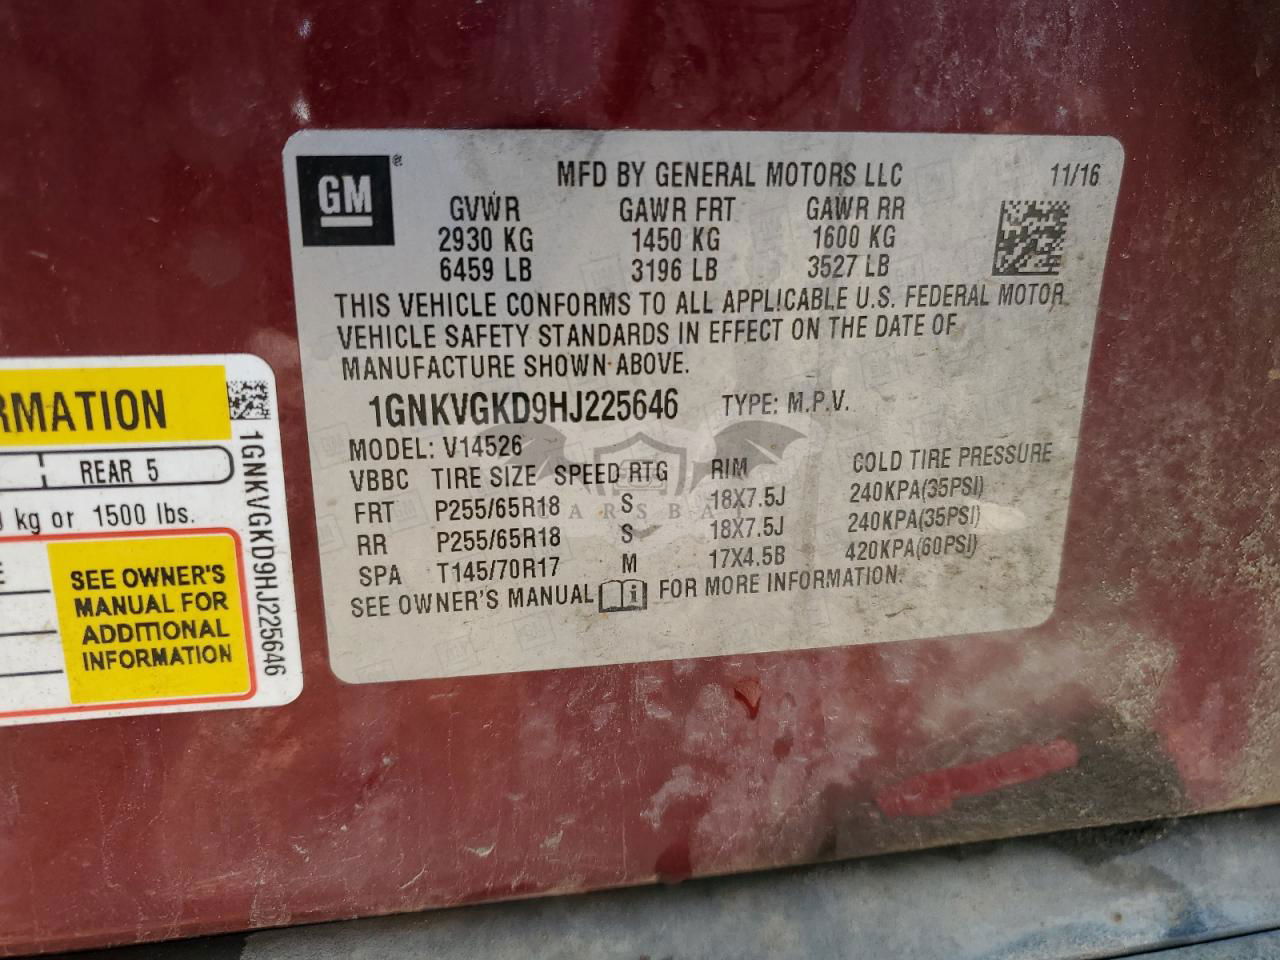 GM ®
MFD BY GENERAL MOTORS LLC 11/16
GVWR GAWR FRT GAWR RR
2930 KG 1450 KG 1600 KG
6459 LB 3196 LB 3527 LB
THIS VEHICLE CONFORMS TO ALL APPLICABLE U.S. FEDERAL MOTOR
VEHICLE SAFETY STANDARDS IN EFFECT ON THE DATE OF
MANUFACTURE SHOWN ABOVE.
1GNKVGKD9HJ225646 TYPE: M.P.V.
MODEL: V14526
VBBC TIRE SIZE SPEED RTG RIM COLD TIRE PRESSURE
FRT P255/65R18 S 18X7.5J 240KPA(35PSI)
RR P255/65R18 S 18X7.5J 240KPA(35PSI)
SPA T145/70R17 M 17X4.5B 420KPA(60PSI)
SEE OWNER'S MANUAL FOR MORE INFORMATION.
RMATION
REAR 5
kg or 1500 lbs.
SEE OWNER'S
MANUAL FOR
ADDITIONAL
INFORMATION
1GNKVGKD9HJ225646